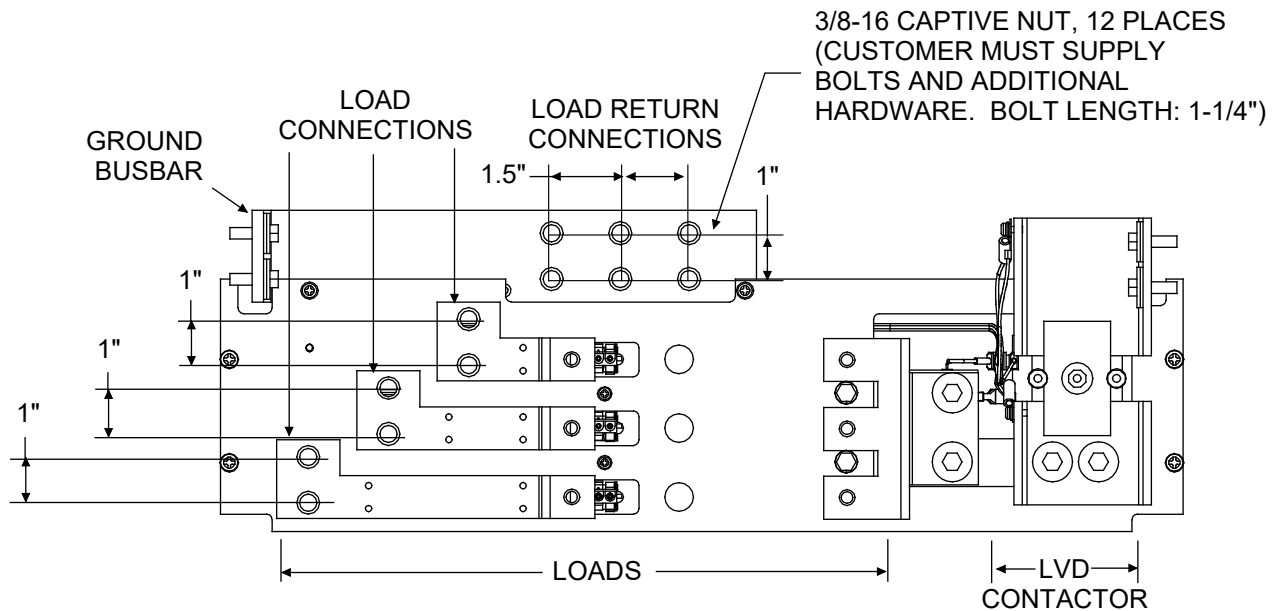 3/8-16 CAPTIVE NUT, 12 PLACES
(CUSTOMER MUST SUPPLY
BOLTS AND ADDITIONAL
HARDWARE.  BOLT LENGTH: 1-1/4")
LOAD
CONNECTIONS
LOAD RETURN
CONNECTIONS
GROUND
BUSBAR
1.5"
1"
1"
1"
1"
LOADS
LVD
CONTACTOR